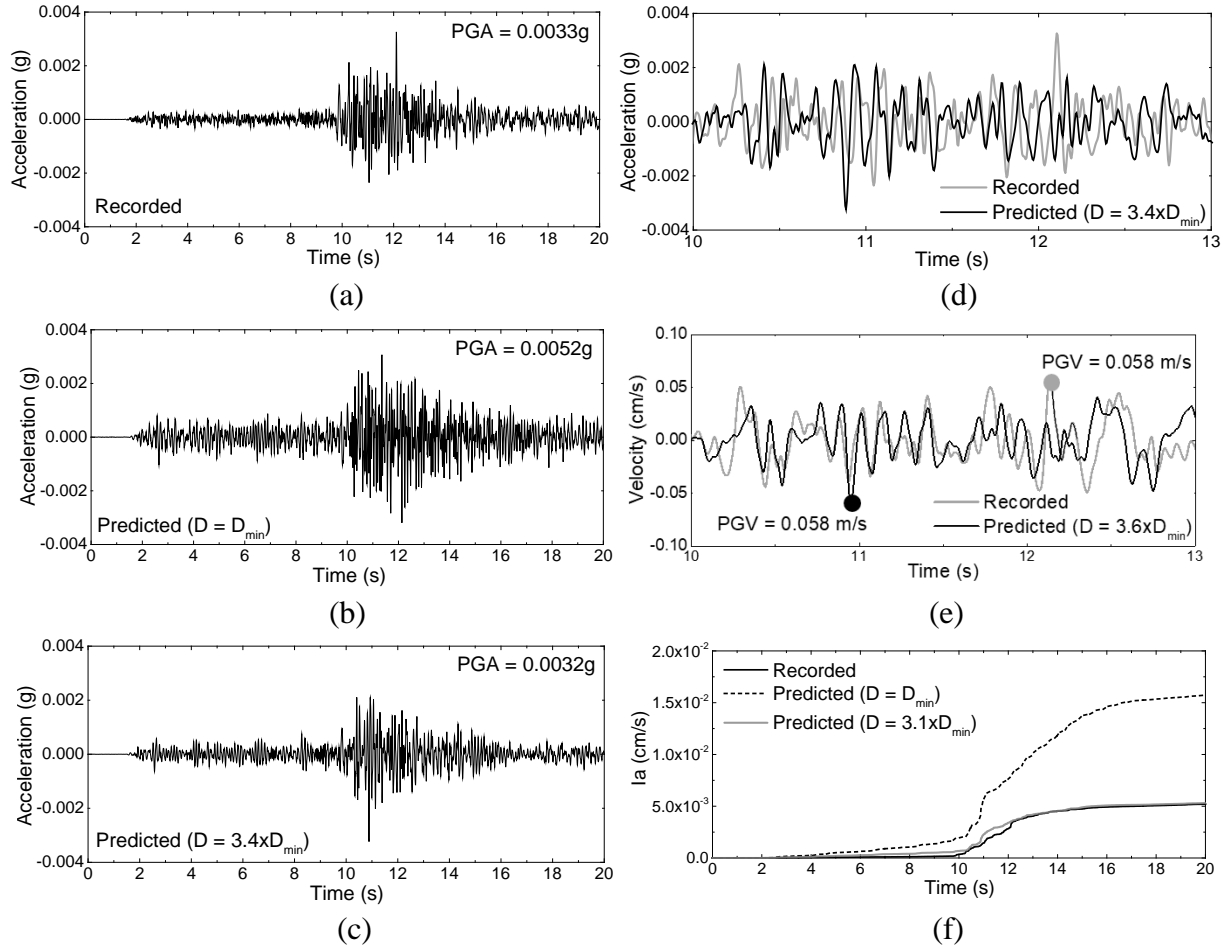 0.004
0.002
0.000
-0.002
-0.004
Acceleration (g)
PGA = 0.0033g
Recorded
0 2 4 6 8 10 12 14 16 18 20
Time (s)
(a)
0.004
0.002
0.000
-0.002
-0.004
Acceleration (g)
PGA = 0.0052g
Predicted (D = Dmin)
0 2 4 6 8 10 12 14 16 18 20
Time (s)
(b)
0.004
0.002
0.000
-0.002
-0.004
Acceleration (g)
PGA = 0.0032g
Predicted (D = 3.4xDmin)
0 2 4 6 8 10 12 14 16 18 20
Time (s)
(c)
0.004
0.002
0.000
-0.002
-0.004
Acceleration (g)
Recorded
Predicted (D = 3.4xDmin)
10 11 12 13
Time (s)
(d)
0.10
0.05
0.00
-0.05
-0.10
Velocity (cm/s)
PGV = 0.058 m/s
PGV = 0.058 m/s
Recorded
Predicted (D = 3.6xDmin)
10 11 12 13
Time (s)
(e)
2.0x10-2
1.5x10-2
1.0x10-2
5.0x10-3
0.0
Ia (cm/s)
Recorded
Predicted (D = Dmin)
Predicted (D = 3.1xDmin)
0 2 4 6 8 10 12 14 16 18 20
Time (s)
(f)